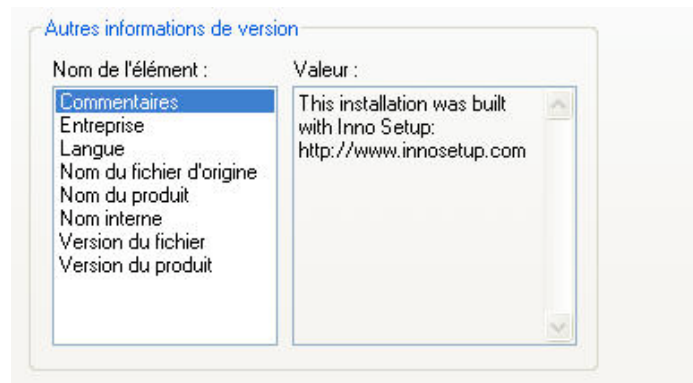 Autres informations de version
Nom de l'élément :
Valeur :
Commentaires
Entreprise
Langue
Nom du fichier d'origine
Nom du produit
Nom interne
Version du fichier
Version du produit
This installation was built
with Inno Setup:
http://www.innosetup.com